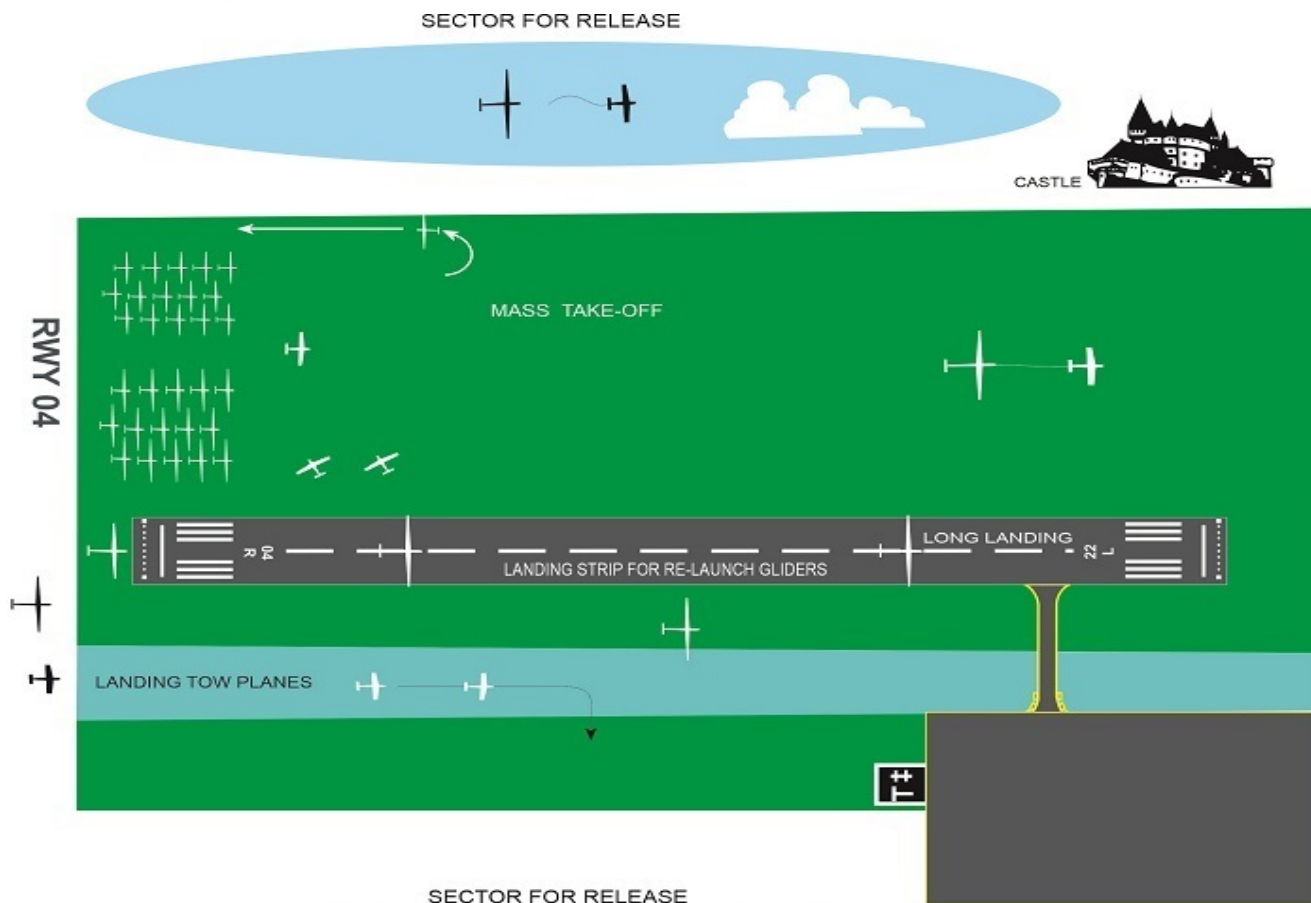 SECTOR FOR RELEASE
CASTLE
MASS TAKE-OFF
RWY 04
LONG LANDING
04
R
22
L
LANDING STRIP FOR RE-LAUNCH GLIDERS
LANDING TOW PLANES
T
SECTOR FOR RELEASE